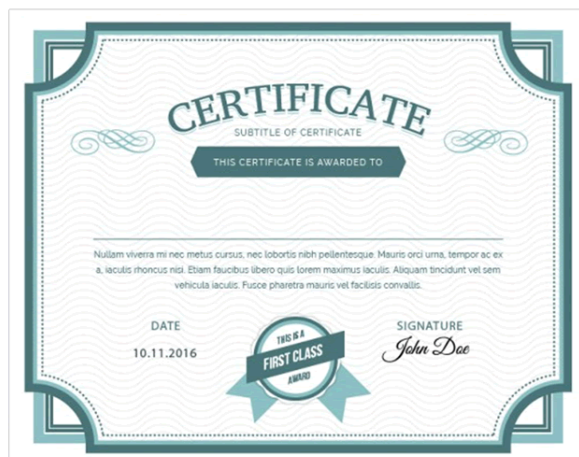 CERTIFICATE
SUBTITLE OF CERTIFICATE
THIS CERTIFICATE IS AWARDED TO
Nullam viverra mi nec metus cursus, nec lobortis nibh pellentesque. Mauris orci urna, tempor ac ex
a, iaculis rhoncus nisi. Etiam faucibus libero quis lorem maximus iaculis. Aliquam tincidunt vel sem
vehicula iaculis. Fusce pharetra mauris vel facilisis convallis.
DATE
10.11.2016
THIS IS A
FIRST CLASS
AWARD
SIGNATURE
John Doe